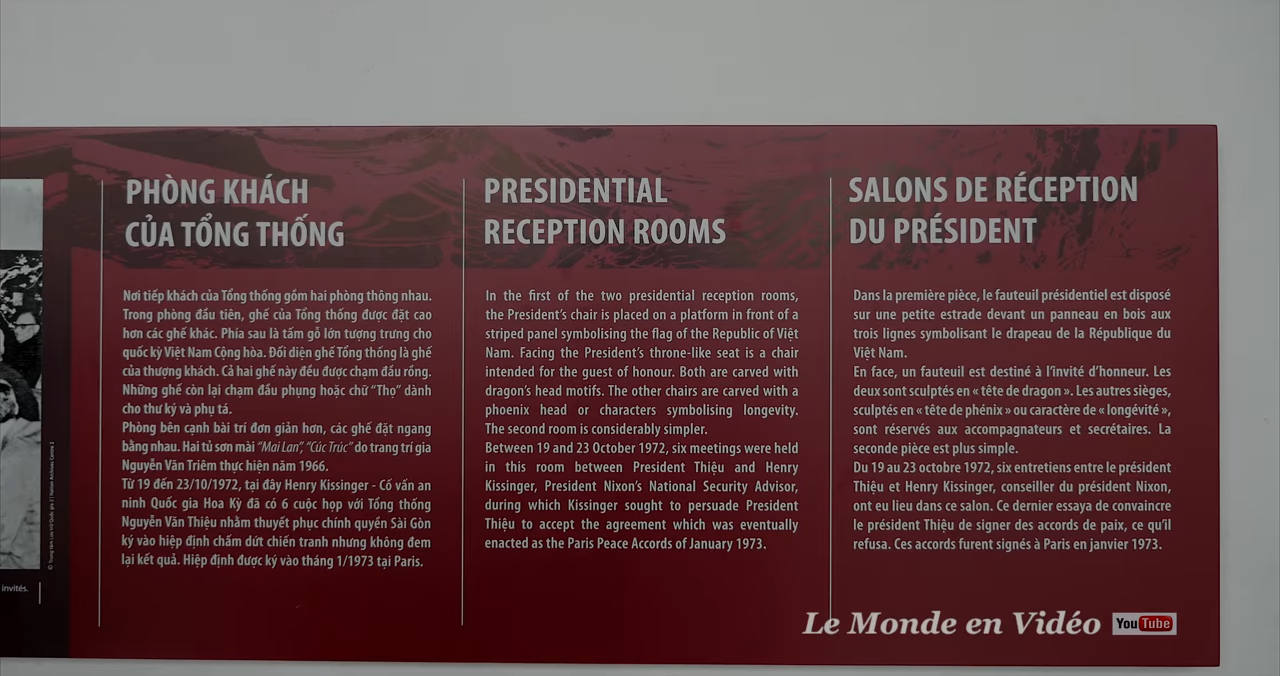 PHÒNG KHÁCH
CỦA TỔNG THỐNG
Nơi tiếp khách của Tổng thống gồm hai phòng thông nhau.
Trong phòng đầu tiên, ghế của Tổng thống được đặt cao
hơn các ghế khác. Phía sau là tấm gỗ lớn tượng trưng cho
quốc kỳ Việt Nam Cộng hòa. Đối diện ghế Tổng thống là ghế
của thượng khách. Cả hai ghế này đều được chạm đầu rồng.
Những ghế còn lại chạm đầu phụng hoặc chữ “Thọ” dành
cho thư ký và phụ tá.
Phòng bên cạnh bài trí đơn giản hơn, các ghế đặt ngang
bằng nhau. Hai tủ sơn mài “Mai Lan”, “Cúc Trúc” do trang trí gia
Nguyễn Văn Triêm thực hiện năm 1966.
Từ 19 đến 23/10/1972, tại đây Henry Kissinger - Cố vấn an
ninh Quốc gia Hoa Kỳ đã có 6 cuộc họp với Tổng thống
Nguyễn Văn Thiệu nhằm thuyết phục chính quyền Sài Gòn
ký vào hiệp định chấm dứt chiến tranh nhưng không đem
lại kết quả. Hiệp định được ký vào tháng 1/1973 tại Paris.
PRESIDENTIAL
RECEPTION ROOMS
In the first of the two presidential reception rooms,
the President’s chair is placed on a platform in front of a
striped panel symbolising the flag of the Republic of Việt
Nam. Facing the President’s throne-like seat is a chair
intended for the guest of honour. Both are carved with
dragon’s head motifs. The other chairs are carved with a
phoenix head or characters symbolising longevity.
The second room is considerably simpler.
Between 19 and 23 October 1972, six meetings were held
in this room between President Thiệu and Henry
Kissinger, President Nixon’s National Security Advisor,
during which Kissinger sought to persuade President
Thiệu to accept the agreement which was eventually
enacted as the Paris Peace Accords of January 1973.
SALONS DE RÉCEPTION
DU PRÉSIDENT
Dans la première pièce, le fauteuil présidentiel est disposé
sur une petite estrade devant un panneau en bois aux
trois lignes symbolisant le drapeau de la République du
Việt Nam.
En face, un fauteuil est destiné à l’invité d’honneur. Les
deux sont sculptés en « tête de dragon ». Les autres sièges,
sculptés en « tête de phénix » ou caractère de « longévité »,
sont réservés aux accompagnateurs et secrétaires. La
seconde pièce est plus simple.
Du 19 au 23 octobre 1972, six entretiens entre le président
Thiệu et Henry Kissinger, conseiller du président Nixon,
ont eu lieu dans ce salon. Ce dernier essaya de convaincre
le président Thiệu de signer des accords de paix, ce qu’il
refusa. Ces accords furent signés à Paris en janvier 1973.
invités.
Le Monde en Vidéo YouTube